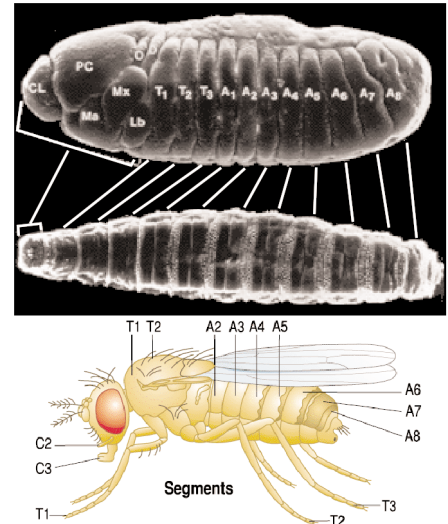 O D
PC
CL
Mx
T1 T2 T3 A1 A2 A3 A4 A5 A6 A7 A8
Ma
Lb
T1 T2 A2 A3 A4 A5
A6
A7
A8
C2
C3
Segments
T1 T2 T3